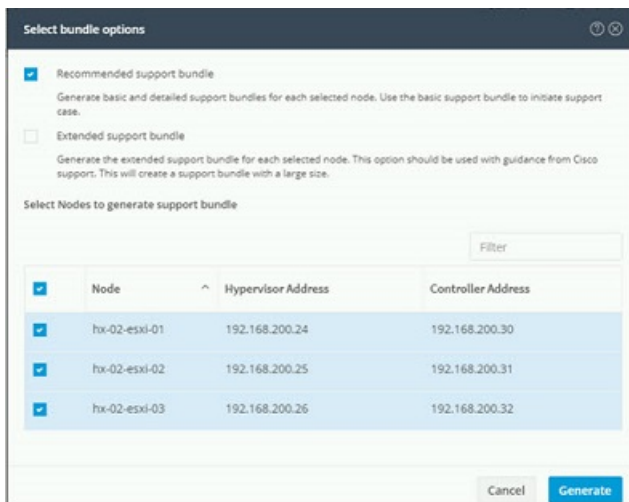 Select bundle options
Recommended support bundle
Generate basic and detailed support bundles for each selected node. Use the basic support bundle to initiate support
case.
Extended support bundle
Generate the extended support bundle for each selected node. This option should be used with guidance from Cisco
support. This will create a support bundle with a large size.
Select Nodes to generate support bundle
Filter
Node Hypervisor Address Controller Address
hx-02-esxi-01 192.168.200.24 192.168.200.30
hx-02-esxi-02 192.168.200.25 192.168.200.31
hx-02-esxi-03 192.168.200.26 192.168.200.32
Cancel Generate